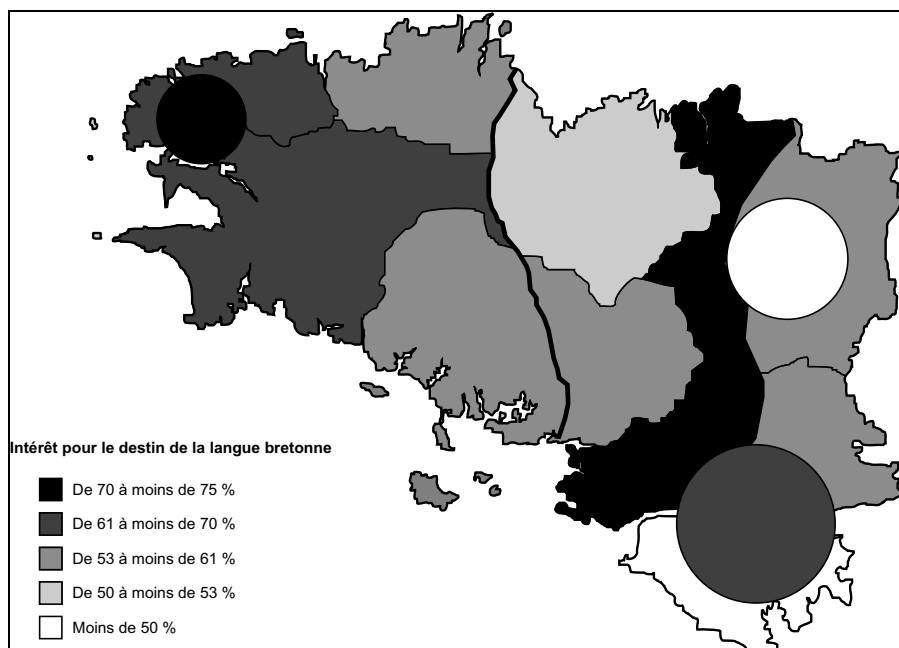 Intérêt pour le destin de la langue bretonne
De 70 à moins de 75 %
De 61 à moins de 70 %
De 53 à moins de 61 %
De 50 à moins de 53 %
Moins de 50 %